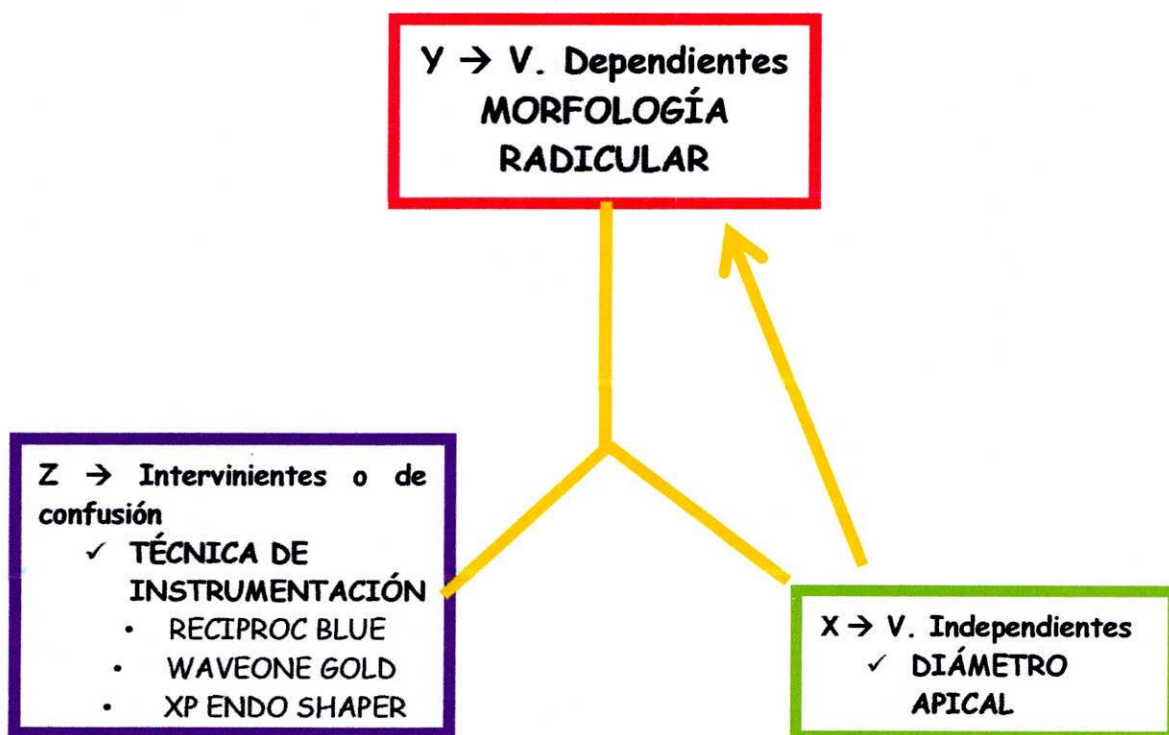 Y → V. Dependientes
MORFOLOGÍA
RADICULAR
Z → Intervinientes o de
confusión
✓ TÉCNICA DE
INSTRUMENTACIÓN
• RECIPROC BLUE
• WAVEONE GOLD
• XP ENDO SHAPER
X → V. Independientes
✓ DIÁMETRO
APICAL